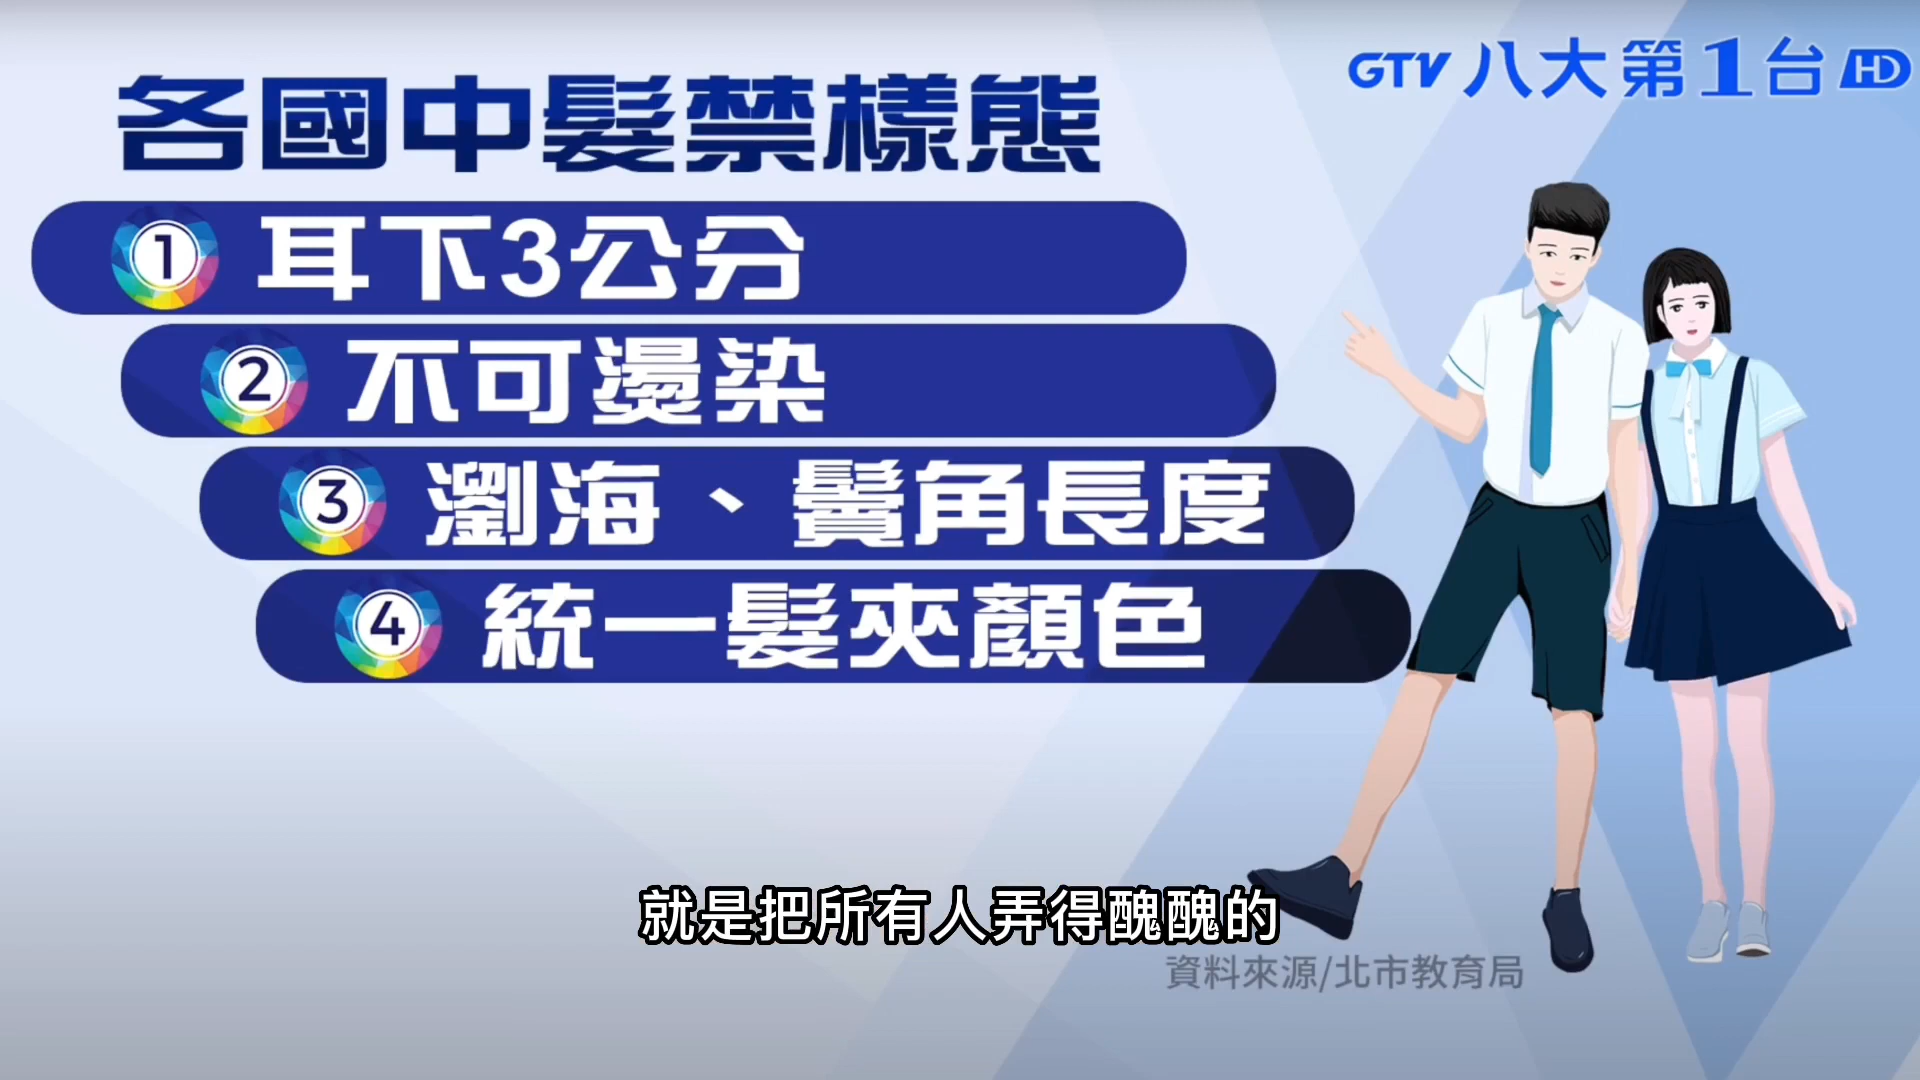 GTV 八大第1台 HD
各國中髮禁樣態
1 耳下3公分
2 不可燙染
3 瀏海、鬢角長度
4 統一髮夾顏色
就是把所有人弄得醜醜的
資料來源/北市教育局